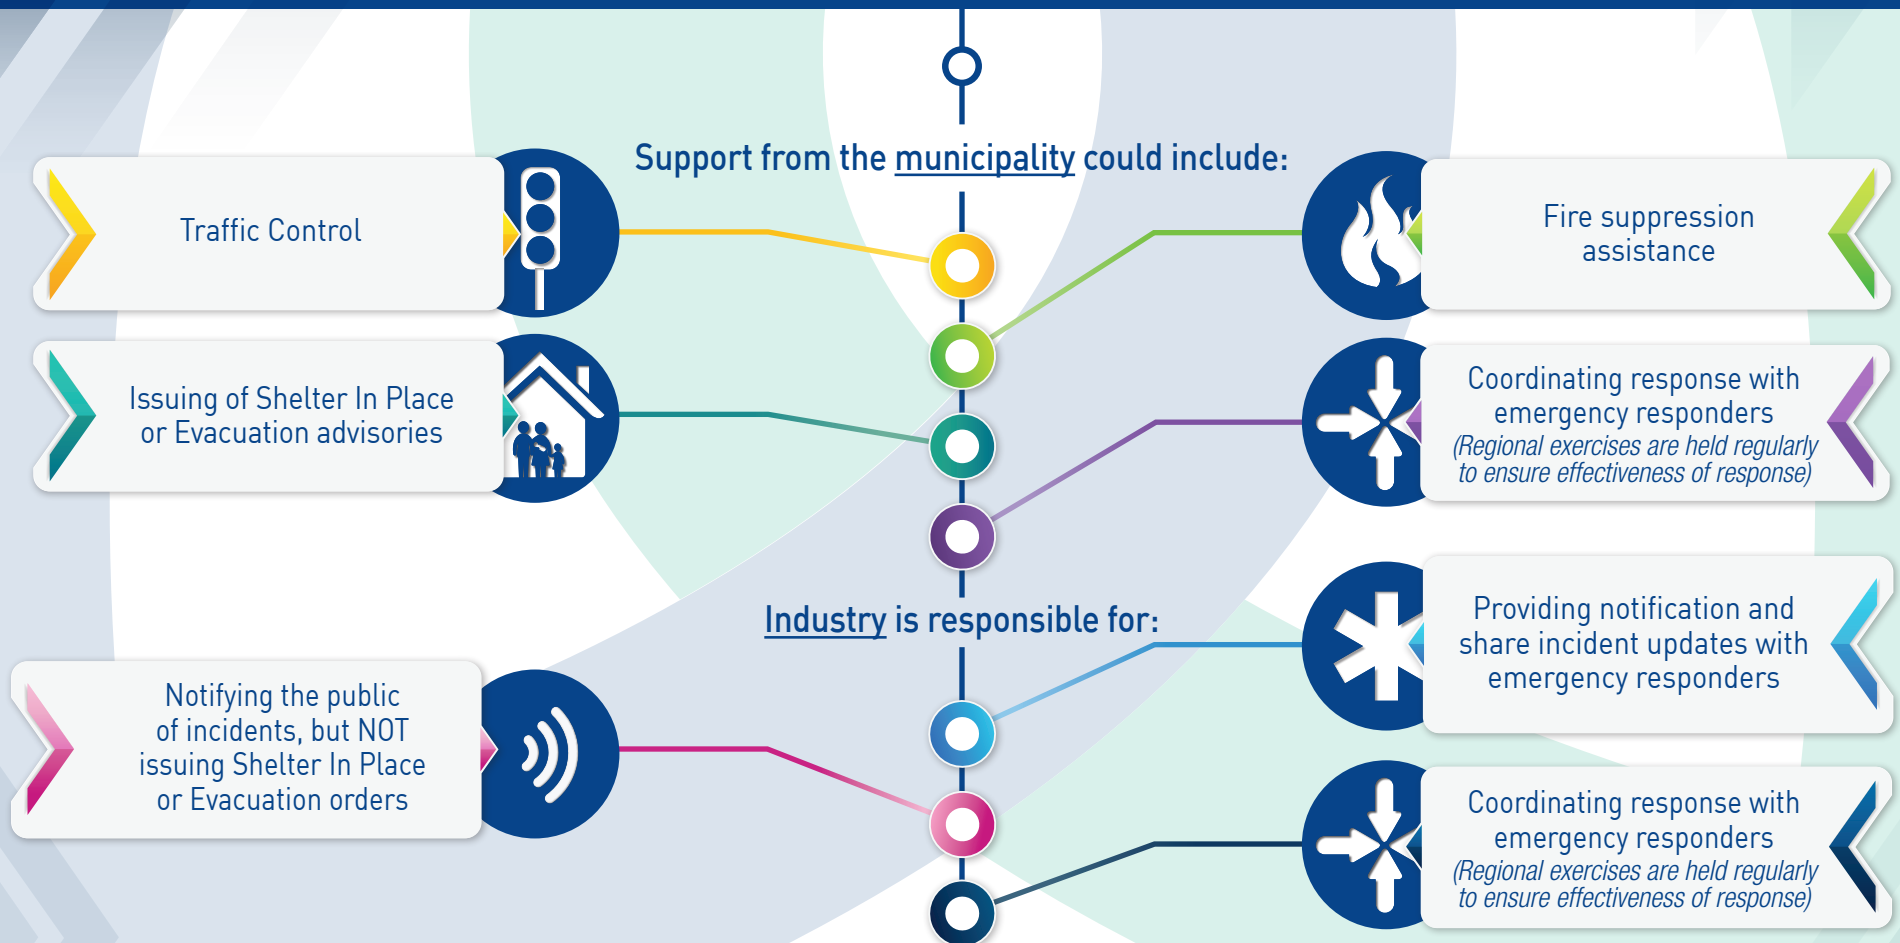 Support from the municipality could include:
Traffic Control
Fire suppression
assistance
Issuing of Shelter In Place
or Evacuation advisories
Coordinating response with
emergency responders
(Regional exercises are held regularly
to ensure effectiveness of response)
Industry is responsible for:
Providing notification and
share incident updates with
emergency responders
Notifying the public
of incidents, but NOT
issuing Shelter In Place
or Evacuation orders
Coordinating response with
emergency responders
(Regional exercises are held regularly
to ensure effectiveness of response)